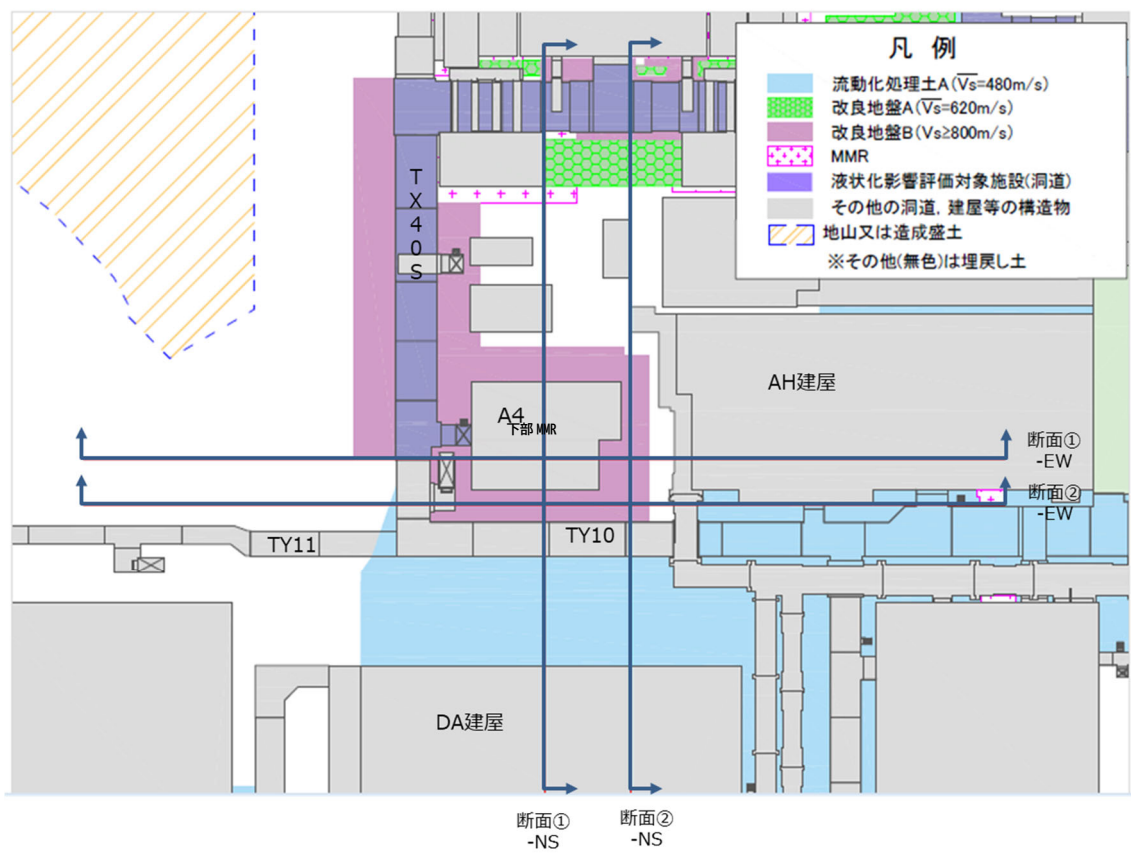 凡 例
流動化処理土A(V̅s=480m/s)
改良地盤A(V̅s=620m/s)
改良地盤B(Vs≥800m/s)
MMR
液状化影響評価対象施設(洞道)
その他の洞道，建屋等の構造物
地山又は造成盛土
※その他(無色)は埋戻し土
TX40S
AH建屋
A4
下部MMR
断面①
-EW
断面②
-EW
TY11
TY10
DA建屋
断面①
-NS
断面②
-NS